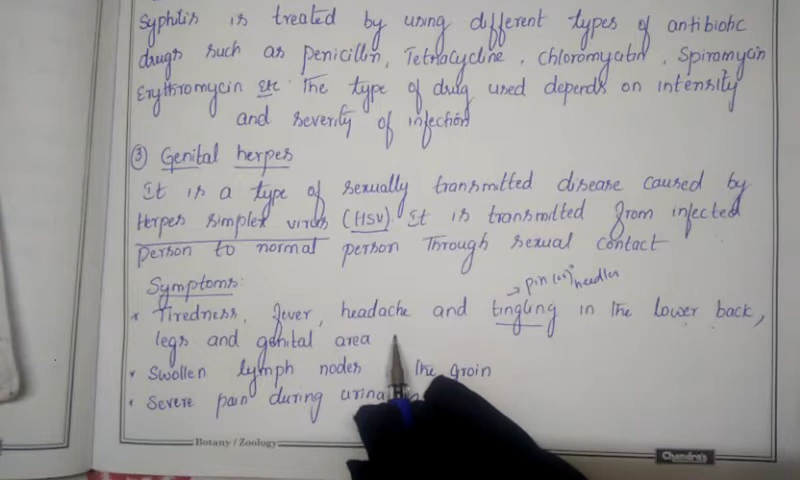 Syphilis is treated by using different types of antibiotic
drugs such as penicillin, Tetracycline, chloromycetin, Spiramycin
Erythromycin etc. The type of drug used depends on intensity
and severity of infection
③ Genital herpes
It is a type of sexually transmitted disease caused by
Herpes simplex virus (HSV). It is transmitted from infected
person to normal person through sexual contact
Symptoms:
→ pin (or) needles
* Tiredness, fever, headache and tingling in the lower back,
legs and genital area
* Swollen lymph nodes the groin
* Severe pain during
Botany / Zoology
Chandra's